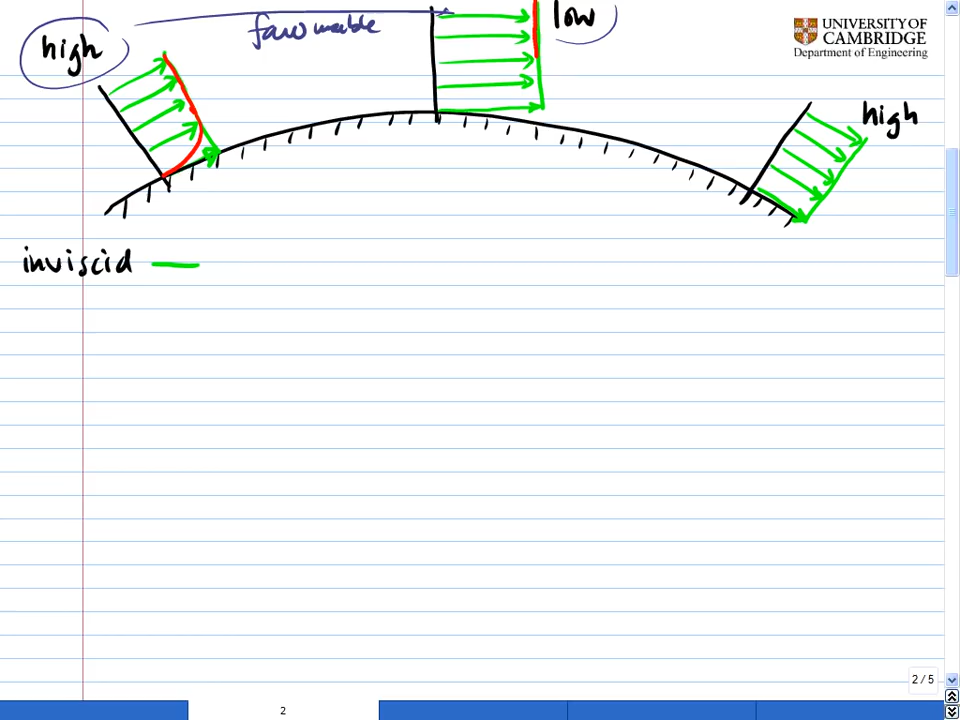 high
favourable
low
UNIVERSITY OF
CAMBRIDGE
Department of Engineering
high
inviscid
2 / 5
2